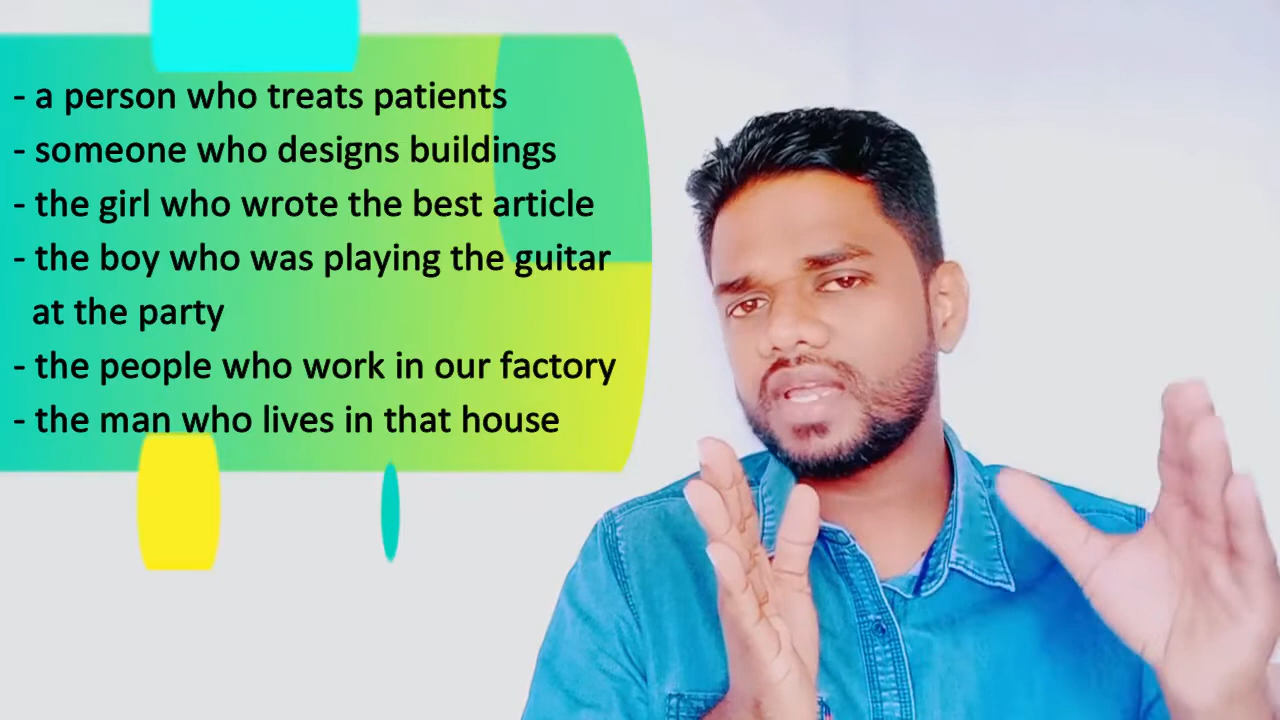 - a person who treats patients
- someone who designs buildings
- the girl who wrote the best article
- the boy who was playing the guitar
at the party
- the people who work in our factory
- the man who lives in that house